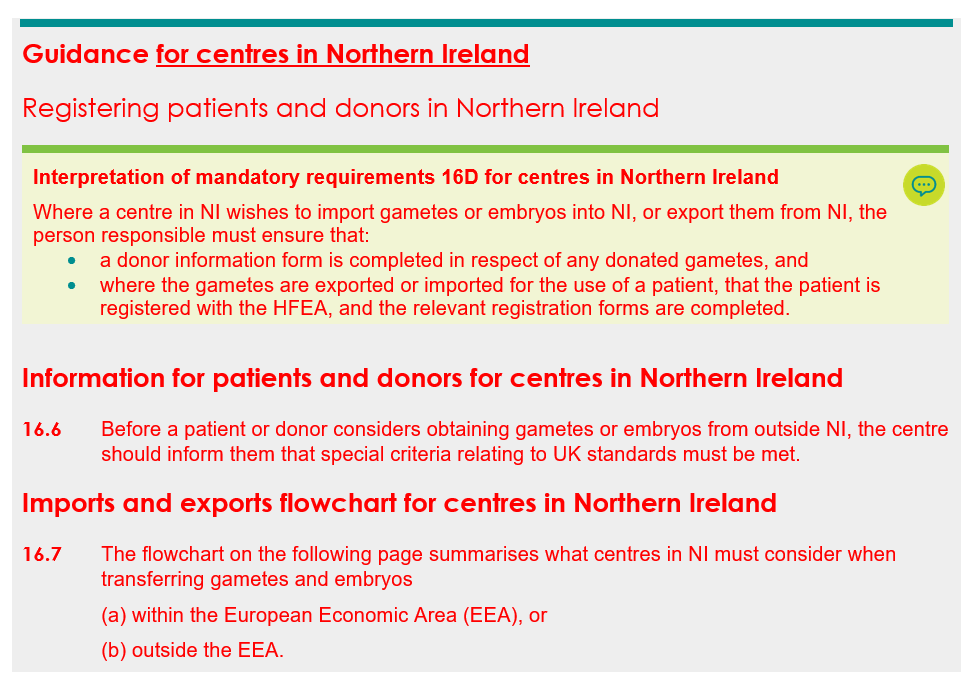 Guidance for centres in Northern Ireland
Registering patients and donors in Northern Ireland
Interpretation of mandatory requirements 16D for centres in Northern Ireland
Where a centre in NI wishes to import gametes or embryos into NI, or export them from NI, the
person responsible must ensure that:
• a donor information form is completed in respect of any donated gametes, and
• where the gametes are exported or imported for the use of a patient, that the patient is
registered with the HFEA, and the relevant registration forms are completed.
Information for patients and donors for centres in Northern Ireland
16.6 Before a patient or donor considers obtaining gametes or embryos from outside NI, the centre
should inform them that special criteria relating to UK standards must be met.
Imports and exports flowchart for centres in Northern Ireland
16.7 The flowchart on the following page summarises what centres in NI must consider when
transferring gametes and embryos
(a) within the European Economic Area (EEA), or
(b) outside the EEA.